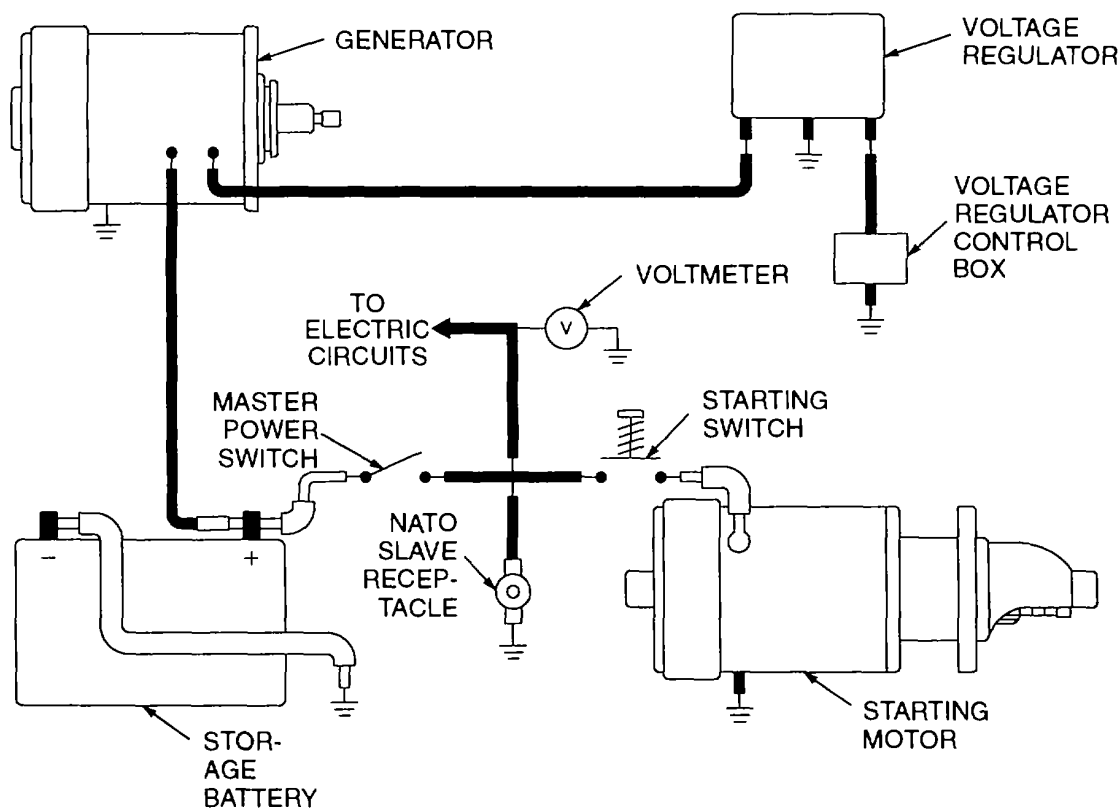 GENERATOR
VOLTAGE
REGULATOR
VOLTAGE
REGULATOR
CONTROL
BOX
VOLTMETER
V
TO
ELECTRIC
CIRCUITS
MASTER
POWER
SWITCH
STARTING
SWITCH
NATO
SLAVE
RECEP-
TACLE
-
+
STOR-
AGE
BATTERY
STARTING
MOTOR